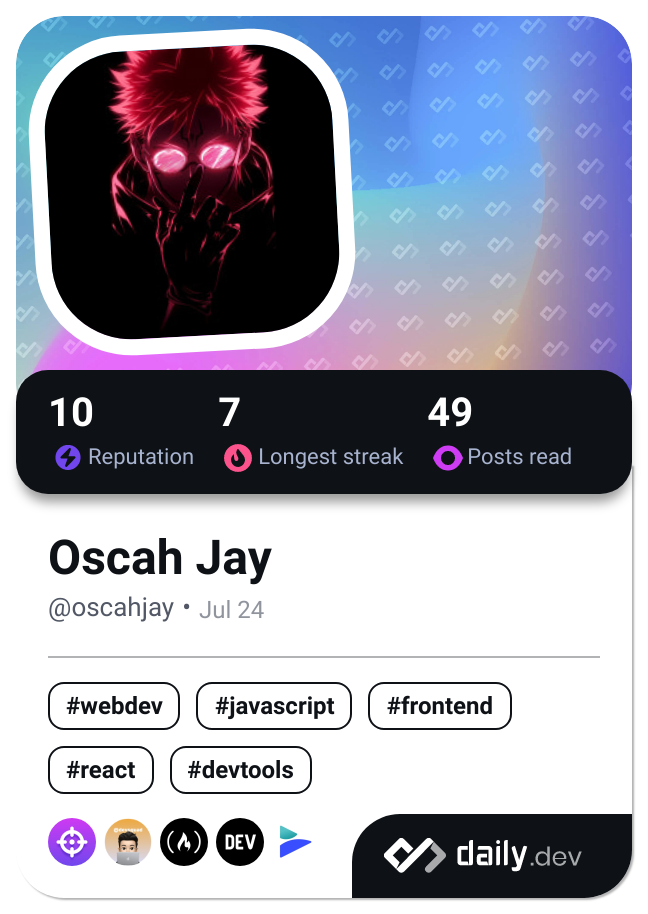 10 7 49
Reputation Longest streak Posts read
Oscah Jay
@oscahjay • Jul 24
#webdev #javascript #frontend
#react #devtools
DEV
daily.dev